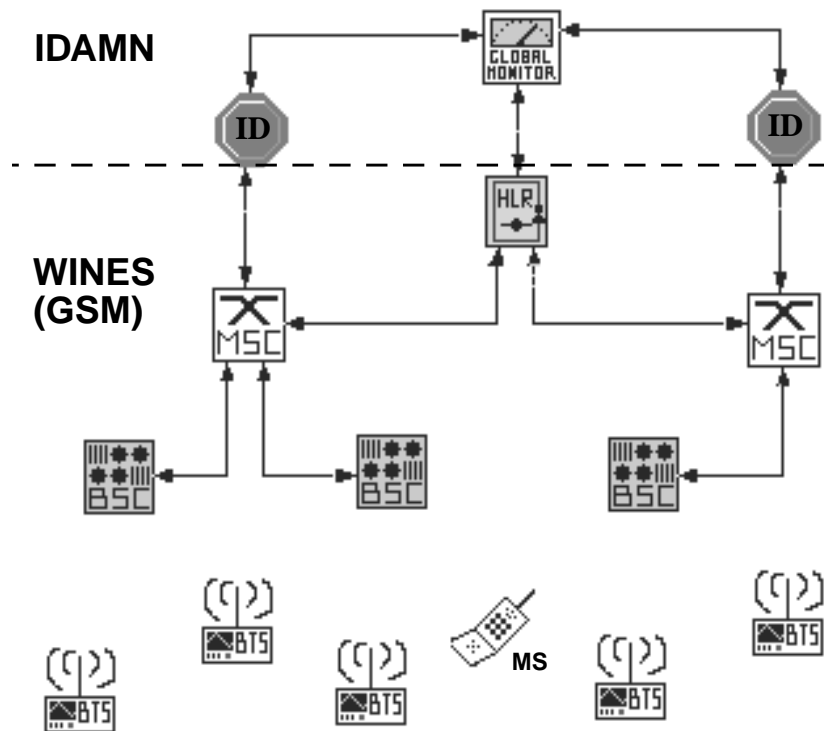 IDAMN
GLOBAL
MONITOR
ID
ID
HLR
WINES
(GSM)
MSC
MSC
BSC
BSC
BSC
BTS
BTS
MS
BTS
BTS
BTS
BTS